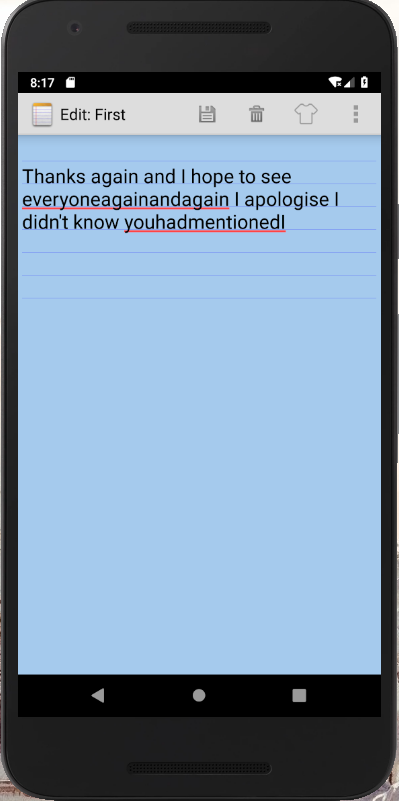 8:17
Edit: First
Thanks again and I hope to see
everyoneagainandagain I apologise I
didn't know youhadmentionedI